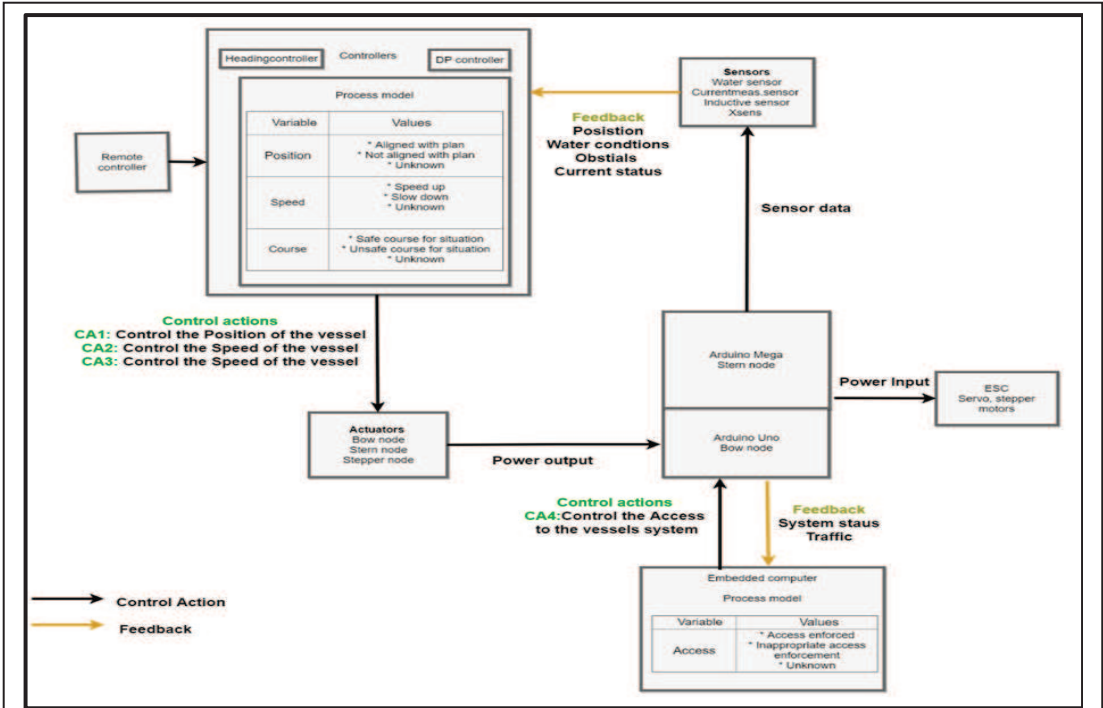 Headingcontroller
Controllers
DP controller
Process model
Variable Values
Position
* Aligned with plan
* Not aligned with plan
* Unknown
Speed
* Speed up
* Slow down
* Unknown
Course
* Safe course for situation
* Unsafe course for situation
* Unknown
Remote
controller
Sensors
Water sensor
Currentmeas.sensor
Inductive sensor
Xsens
Feedback
Posistion
Water condtions
Obstials
Current status
Sensor data
Control actions
CA1: Control the Position of the vessel
CA2: Control the Speed of the vessel
CA3: Control the Speed of the vessel
Arduino Mega
Stern node
Power Input
ESC
Servo, stepper
motors
Actuators
Bow node
Stern node
Stepper node
Power output
Arduino Uno
Bow node
Control actions
CA4:Control the Access
to the vessels system
Feedback
System staus
Traffic
Embedded computer
Process model
Variable Values
Access
* Access enforced
* Inappropriate access
enforcement
* Unknown
Control Action
Feedback